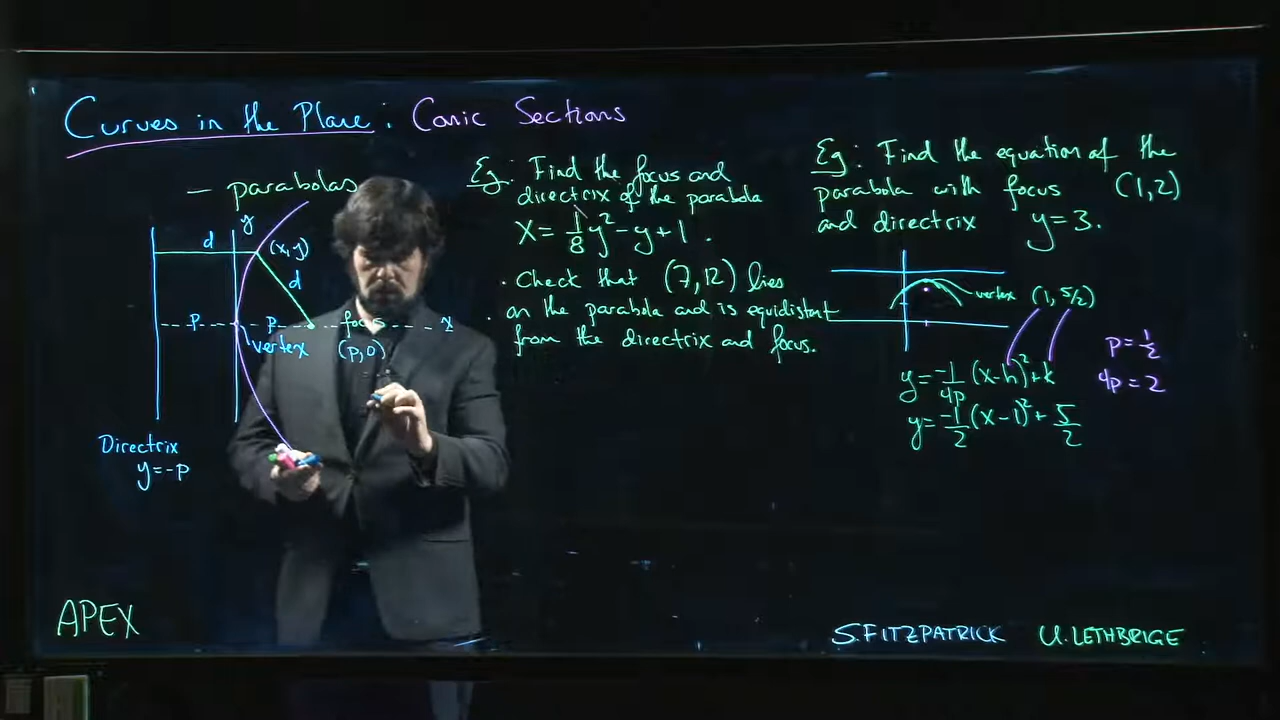 Curves in the Plane: Conic Sections
- parabolas
y
d
(x,y)
d
P
P
focus
x
vertex
(p,0)
Directrix
y=-p
Eg: Find the focus and
directrix of the parabola
x = 1/8 y² - y + 1.
· Check that (7,12) lies
· on the parabola and is equidistant
from the directrix and focus.
Eg: Find the equation of the
parabola with focus (1,2)
and directrix y=3.
vertex (1, 5/2)
p = 1/2
4p = 2
y = -1/4p (x-h)² + k
y = -1/2 (x-1)² + 5/2
APEX
S.FITZPATRICK U.LETHBRIGE